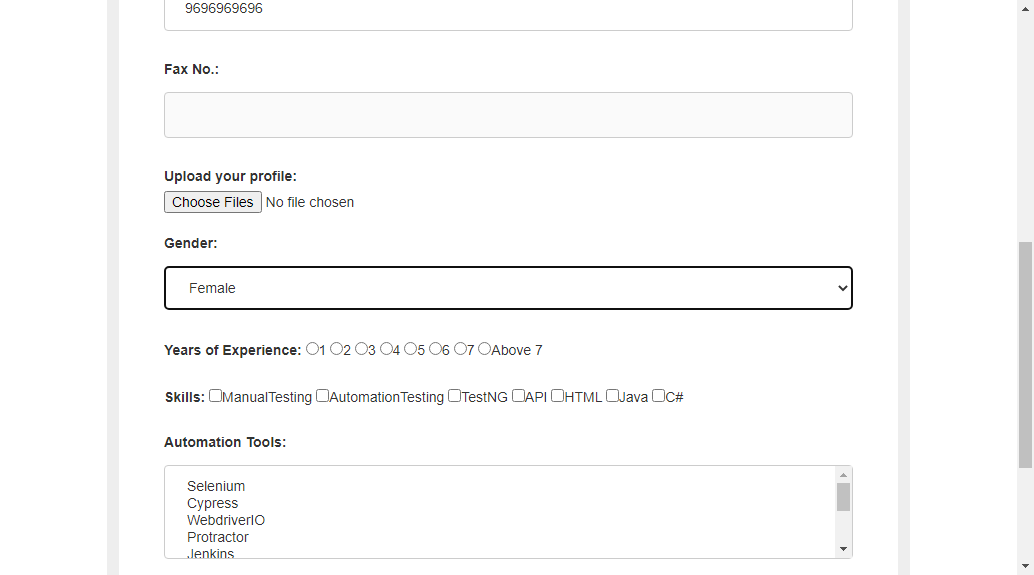 9696969696
Fax No.:
Upload your profile:
Choose Files No file chosen
Gender:
Female
Years of Experience: 1 2 3 4 5 6 7 Above 7
Skills: ManualTesting AutomationTesting TestNG API HTML Java C#
Automation Tools:
Selenium
Cypress
WebdriverIO
Protractor
Jenkins